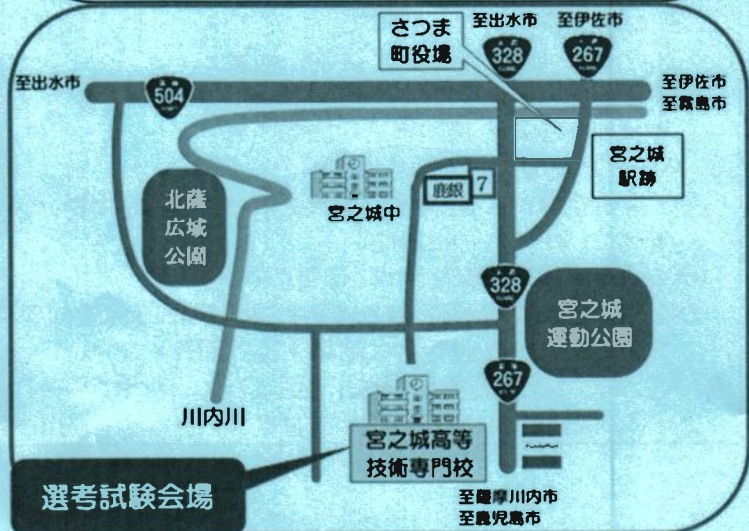 さつま
町役場
至出水市
至伊佐市
328
267
至出水市
504
至伊佐市
至霧島市
宮之城
駅跡
北薩
広域
公園
宮之城中
鹿銀
7
328
宮之城
運動公園
267
川内川
宮之城高等
技術専門校
選考試験会場
至薩摩川内市
至鹿児島市